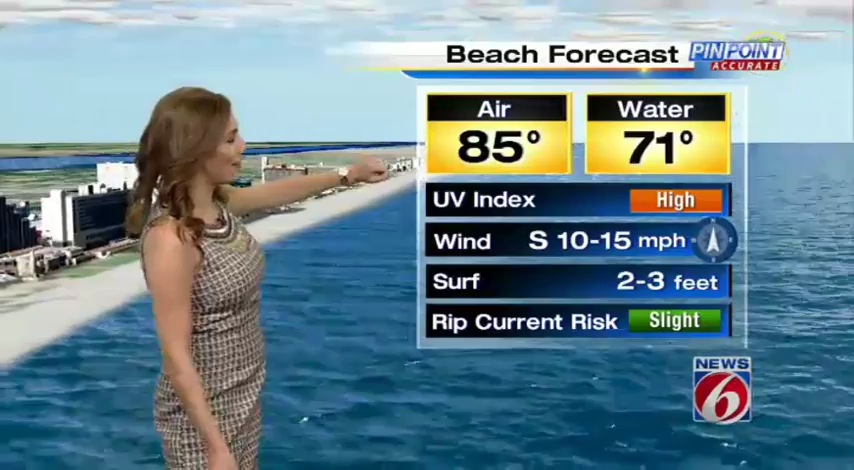 Beach Forecast
PINPOINT
ACCURATE
Air
Water
85°
71°
UV Index High
Wind S 10-15 mph
Surf 2-3 feet
Rip Current Risk Slight
NEWS
6